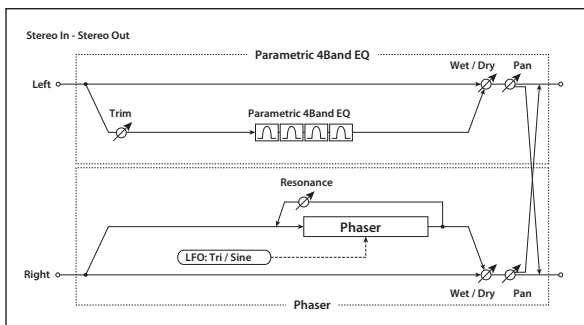 Stereo In - Stereo Out
Parametric 4Band EQ
Wet / Dry
Pan
Left
Trim
Parametric 4Band EQ
Resonance
Phaser
LFO: Tri / Sine
Right
Wet / Dry
Pan
Phaser